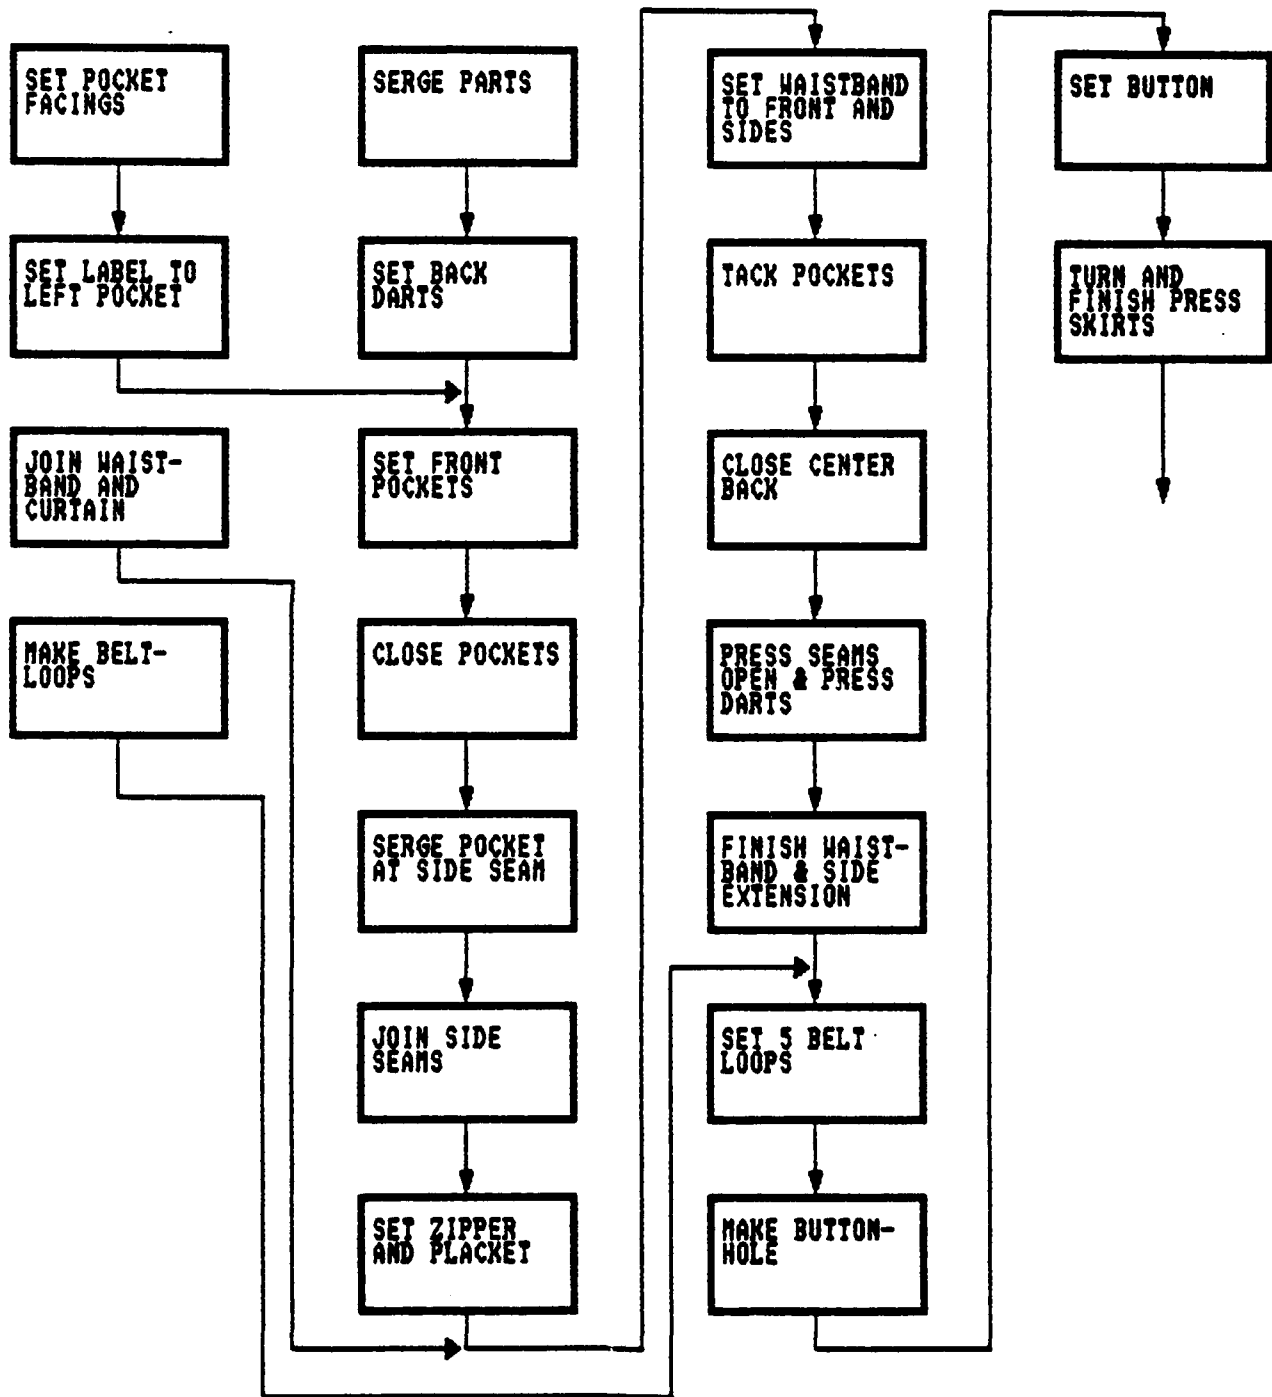 SET POCKET
FACINGS
SET LABEL TO
LEFT POCKET
JOIN WAIST-
BAND AND
CURTAIN
MAKE BELT-
LOOPS
SERGE PARTS
SET BACK
DARTS
SET FRONT
POCKETS
CLOSE POCKETS
SERGE POCKET
AT SIDE SEAM
JOIN SIDE
SEAMS
SET ZIPPER
AND PLACKET
SET WAISTBAND
TO FRONT AND
SIDES
TACK POCKETS
CLOSE CENTER
BACK
PRESS SEAMS
OPEN & PRESS
DARTS
FINISH WAIST-
BAND & SIDE
EXTENSION
SET 5 BELT
LOOPS
MAKE BUTTON-
HOLE
SET BUTTON
TURN AND
FINISH PRESS
SKIRTS